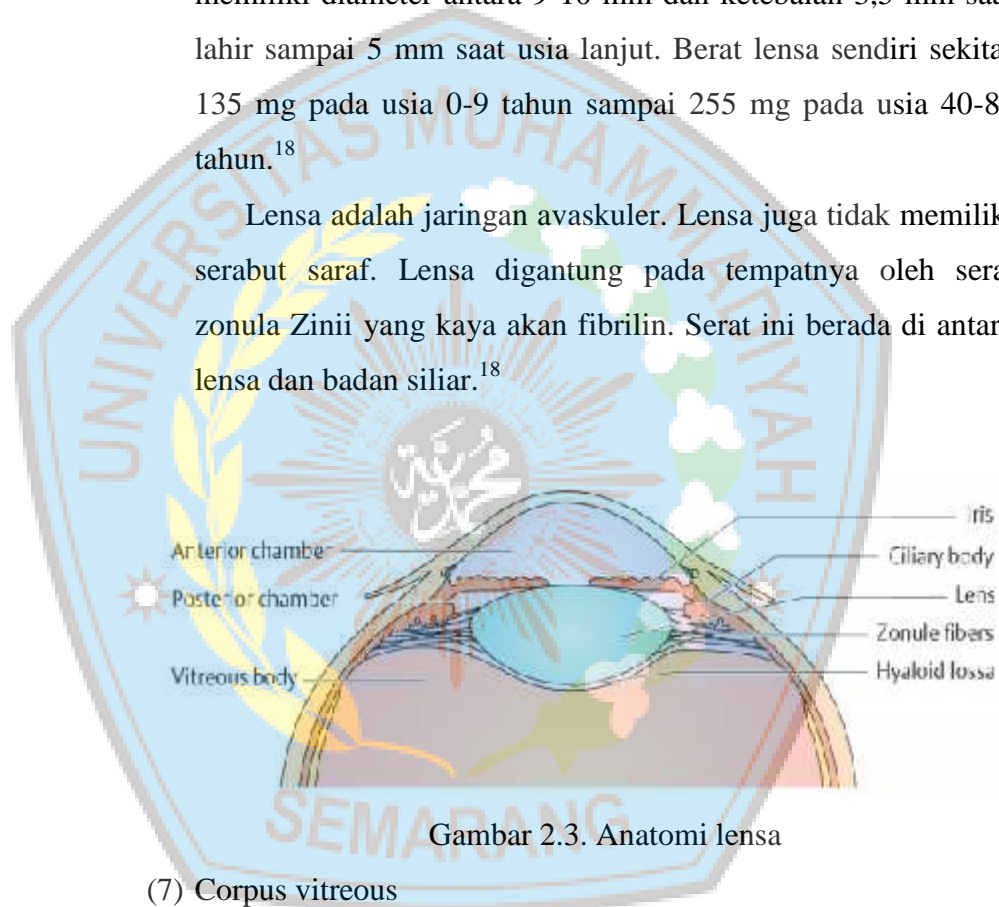 memiliki diameter antara 9-10 mm dan ketebalan 3,5 mm saa
lahir sampai 5 mm saat usia lanjut. Berat lensa sendiri sekita
135 mg pada usia 0-9 tahun sampai 255 mg pada usia 40-8
tahun.18
Lensa adalah jaringan avaskuler. Lensa juga tidak memilik
serabut saraf. Lensa digantung pada tempatnya oleh sera
zonula Zinii yang kaya akan fibrilin. Serat ini berada di antar
lensa dan badan siliar.18
UNIVERSITAS MUHAMMADIYAH
SEMARANG
Anterior chamber
Posterior chamber
Vitreous body
Iris
Ciliary body
Lens
Zonule fibers
Hyaloid fossa
Gambar 2.3. Anatomi lensa
(7) Corpus vitreous